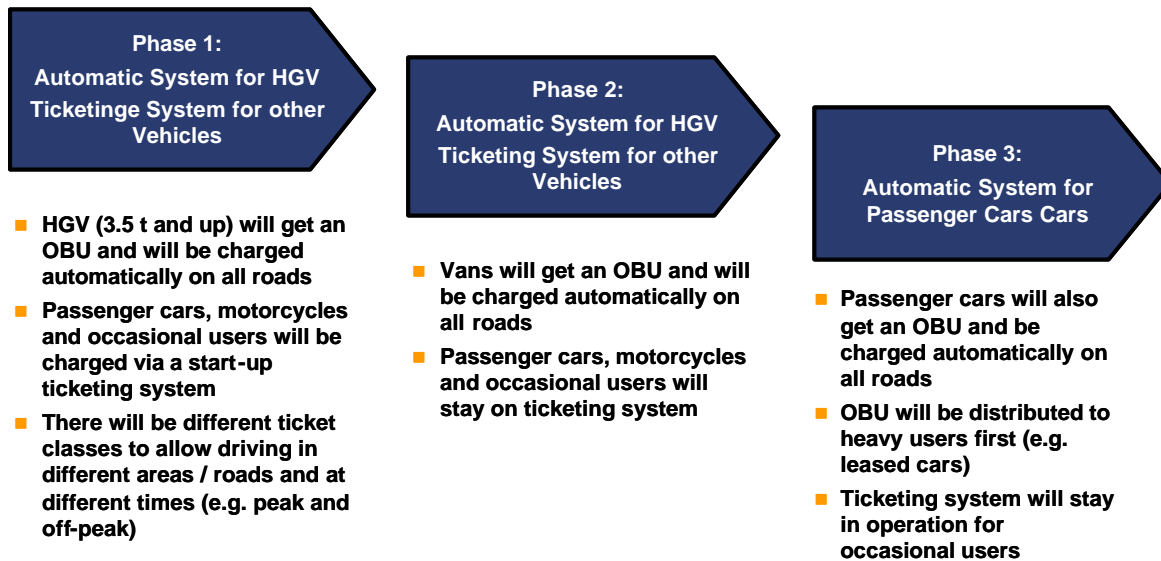 Phase 1:
Automatic System for HGV
Ticketinge System for other
Vehicles
HGV (3.5 t and up) will get an
OBU and will be charged
automatically on all roads
Passenger cars, motorcycles
and occasional users will be
charged via a start-up
ticketing system
There will be different ticket
classes to allow driving in
different areas / roads and at
different times (e.g. peak and
off-peak)
Phase 2:
Automatic System for HGV
Ticketing System for other
Vehicles
Vans will get an OBU and will
be charged automatically on
all roads
Passenger cars, motorcycles
and occasional users will
stay on ticketing system
Phase 3:
Automatic System for
Passenger Cars Cars
Passenger cars will also
get an OBU and be
charged automatically on
all roads
OBU will be distributed to
heavy users first (e.g.
leased cars)
Ticketing system will stay
in operation for
occasional users